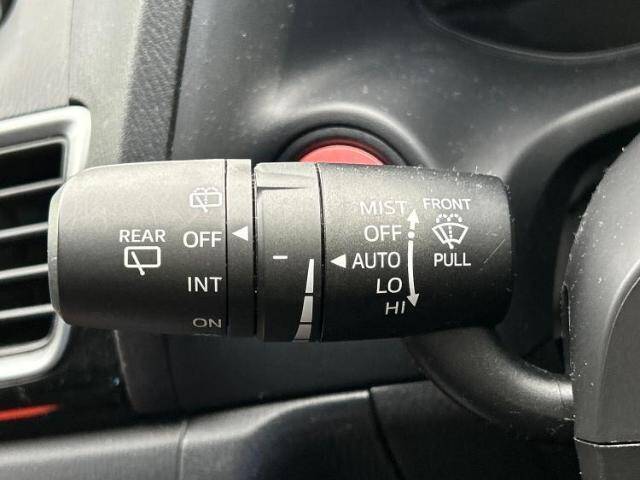 REAR
OFF
INT
ON
MIST
OFF
AUTO
LO
HI
FRONT
PULL